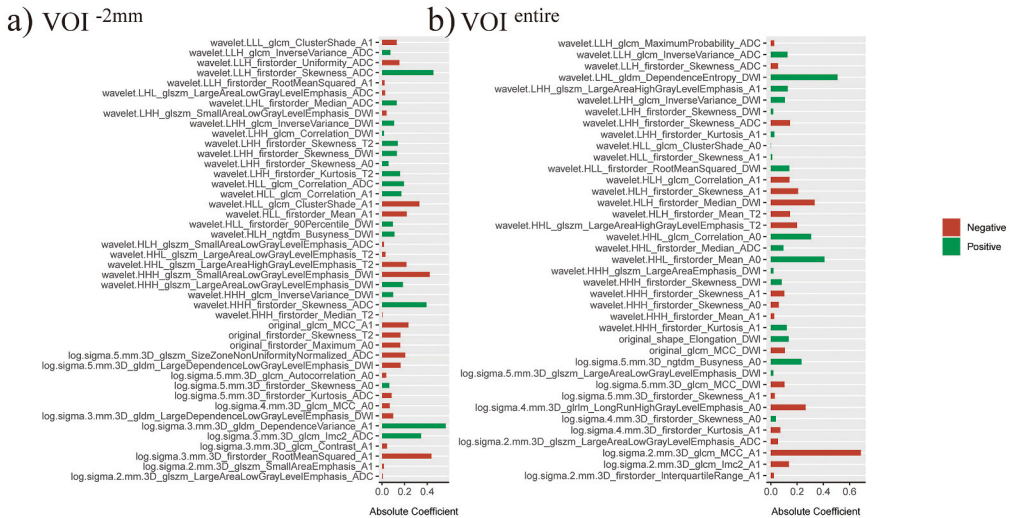 a) VOI -2mm
wavelet.LLL_glcm_ClusterShade_A1
wavelet.LLH_glcm_InverseVariance_ADC
wavelet.LLH_firstorder_Uniformity_ADC
wavelet.LLH_firstorder_Skewness_ADC
wavelet.LLH_firstorder_RootMeanSquared_A1
wavelet.LHL_glszm_LargeAreaLowGrayLevelEmphasis_ADC
wavelet.LHL_firstorder_Median_ADC
wavelet.LHH_glszm_SmallAreaLowGrayLevelEmphasis_DWI
wavelet.LHH_glcm_InverseVariance_DWI
wavelet.LHH_glcm_Correlation_DWI
wavelet.LHH_firstorder_Skewness_T2
wavelet.LHH_firstorder_Skewness_DWI
wavelet.LHH_firstorder_Skewness_A0
wavelet.LHH_firstorder_Kurtosis_T2
wavelet.HLL_glcm_Correlation_ADC
wavelet.HLL_glcm_Correlation_A1
wavelet.HLL_glcm_ClusterShade_A1
wavelet.HLL_firstorder_Mean_A1
wavelet.HLL_firstorder_90Percentile_DWI
wavelet.HLH_ngtdm_Busyness_DWI
wavelet.HLH_glszm_SmallAreaLowGrayLevelEmphasis_ADC
wavelet.HHL_glszm_LargeAreaLowGrayLevelEmphasis_T2
wavelet.HHL_glszm_LargeAreaHighGrayLevelEmphasis_T2
wavelet.HHH_glszm_SmallAreaLowGrayLevelEmphasis_DWI
wavelet.HHH_glszm_LargeAreaLowGrayLevelEmphasis_DWI
wavelet.HHH_glcm_InverseVariance_DWI
wavelet.HHH_firstorder_Skewness_ADC
wavelet.HHH_firstorder_Median_T2
original_glcm_MCC_A1
original_firstorder_Skewness_T2
original_firstorder_Maximum_A0
log.sigma.5.mm.3D_glszm_SizeZoneNonUniformityNormalized_ADC
log.sigma.5.mm.3D_gldm_LargeDependenceLowGrayLevelEmphasis_DWI
log.sigma.5.mm.3D_glcm_Autocorrelation_A0
log.sigma.5.mm.3D_firstorder_Skewness_A0
log.sigma.5.mm.3D_firstorder_Kurtosis_ADC
log.sigma.4.mm.3D_glcm_MCC_A0
log.sigma.3.mm.3D_gldm_LargeDependenceLowGrayLevelEmphasis_DWI
log.sigma.3.mm.3D_gldm_DependenceVariance_A1
log.sigma.3.mm.3D_glcm_Imc2_ADC
log.sigma.3.mm.3D_glcm_Contrast_A1
log.sigma.3.mm.3D_firstorder_RootMeanSquared_A1
log.sigma.2.mm.3D_glszm_SmallAreaEmphasis_A1
log.sigma.2.mm.3D_glszm_LargeAreaLowGrayLevelEmphasis_ADC
0.0 0.2 0.4
Absolute Coefficient
b) VOI entire
wavelet.LLH_glcm_MaximumProbability_ADC
wavelet.LLH_glcm_InverseVariance_ADC
wavelet.LLH_firstorder_Skewness_ADC
wavelet.LHL_gldm_DependenceEntropy_DWI
wavelet.LHH_glszm_LargeAreaHighGrayLevelEmphasis_A1
wavelet.LHH_glcm_InverseVariance_DWI
wavelet.LHH_firstorder_Skewness_DWI
wavelet.LHH_firstorder_Skewness_ADC
wavelet.LHH_firstorder_Kurtosis_A1
wavelet.HLL_glcm_ClusterShade_A0
wavelet.HLL_firstorder_Skewness_A1
wavelet.HLL_firstorder_RootMeanSquared_DWI
wavelet.HLH_glcm_Correlation_A1
wavelet.HLH_firstorder_Skewness_A1
wavelet.HLH_firstorder_Median_DWI
wavelet.HLH_firstorder_Mean_T2
wavelet.HHL_glszm_LargeAreaHighGrayLevelEmphasis_T2
wavelet.HHL_glcm_Correlation_A0
wavelet.HHL_firstorder_Median_ADC
wavelet.HHL_firstorder_Mean_A0
wavelet.HHH_glszm_LargeAreaEmphasis_DWI
wavelet.HHH_firstorder_Skewness_DWI
wavelet.HHH_firstorder_Skewness_A1
wavelet.HHH_firstorder_Skewness_A0
wavelet.HHH_firstorder_Mean_A1
wavelet.HHH_firstorder_Kurtosis_A1
original_shape_Elongation_DWI
original_glcm_MCC_DWI
log.sigma.5.mm.3D_ngtdm_Busyness_A0
log.sigma.5.mm.3D_glszm_LargeAreaLowGrayLevelEmphasis_DWI
log.sigma.5.mm.3D_glcm_MCC_DWI
log.sigma.5.mm.3D_firstorder_Skewness_A1
log.sigma.4.mm.3D_glrlm_LongRunHighGrayLevelEmphasis_A0
log.sigma.4.mm.3D_firstorder_Skewness_A0
log.sigma.4.mm.3D_firstorder_Kurtosis_A1
log.sigma.2.mm.3D_glszm_LargeAreaLowGrayLevelEmphasis_ADC
log.sigma.2.mm.3D_glcm_MCC_A1
log.sigma.2.mm.3D_glcm_Imc2_A1
log.sigma.2.mm.3D_firstorder_InterquartileRange_A1
0.0 0.2 0.4 0.6
Absolute Coefficient
Negative
Positive